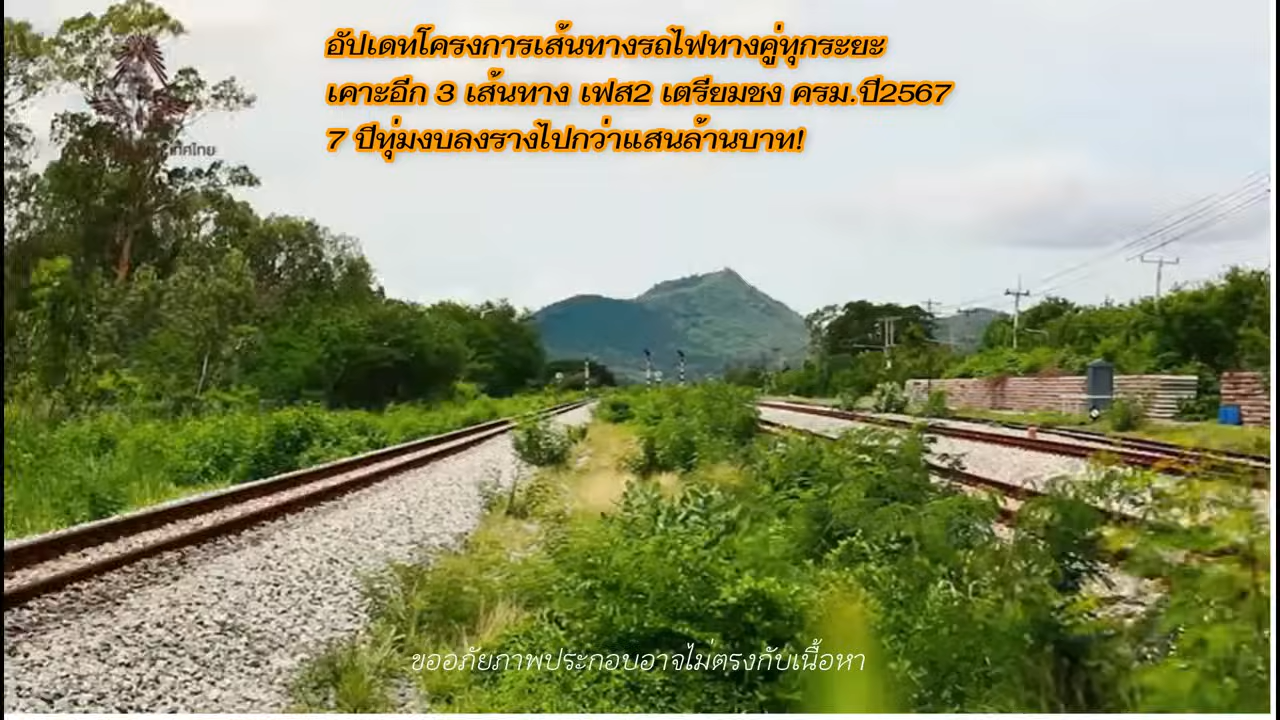 อัปเดทโครงการเส้นทางรถไฟทางคู่ทุกระยะ
เคาะอีก 3 เส้นทาง เฟส2 เตรียมชง ครม.ปี2567
7 ปีทุ่มงบลงรางไปกว่าแสนล้านบาท!
เทศไทย
ขออภัยภาพประกอบอาจไม่ตรงกับเนื้อหา